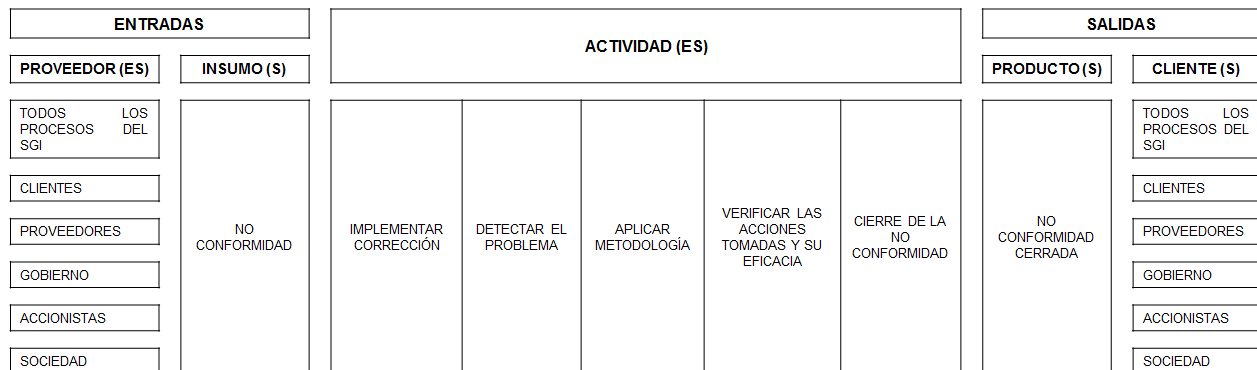 ENTRADAS
ACTIVIDAD (ES)
SALIDAS
PROVEEDOR (ES)
INSUMO (S)
PRODUCTO (S)
CLIENTE (S)
TODOS LOS
PROCESOS DEL
SGI
CLIENTES
PROVEEDORES
GOBIERNO
ACCIONISTAS
SOCIEDAD
NO
CONFORMIDAD
IMPLEMENTAR
CORRECCIÓN
DETECTAR EL
PROBLEMA
APLICAR
METODOLOGÍA
VERIFICAR LAS
ACCIONES
TOMADAS Y SU
EFICACIA
CIERRE DE LA
NO
CONFORMIDAD
NO
CONFORMIDAD
CERRADA
TODOS LOS
PROCESOS DEL
SGI
CLIENTES
PROVEEDORES
GOBIERNO
ACCIONISTAS
SOCIEDAD